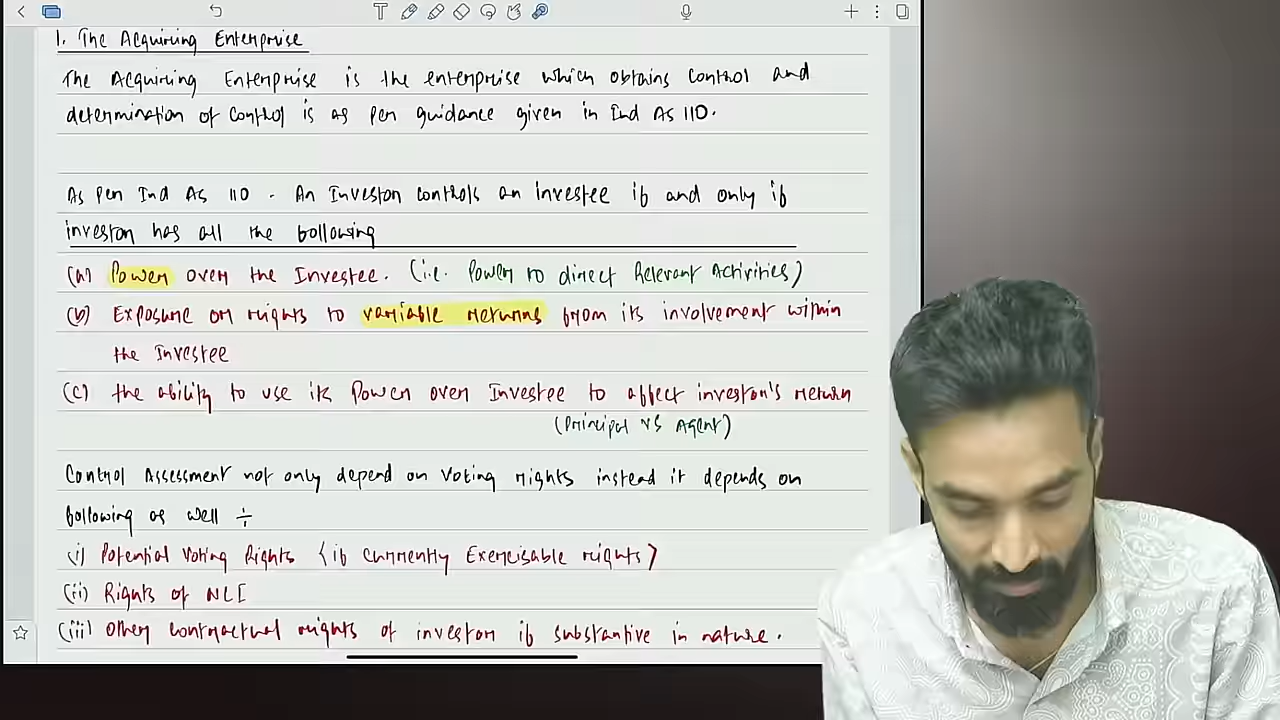 1. The Acquiring Enterprise
The Acquiring Enterprise is the enterprise which obtains control and
determination of control is as per guidance given in Ind As 110.
As per Ind As 110 - An Investor controls an investee if and only if
investor has all the following
(a) Power over the Investee. (i.e. Power to direct Relevant Activities)
(b) Exposure or rights to variable returns from its involvement within
the Investee
(c) the ability to use its Power over Investee to affect investor's return
(Principal vs Agent)
Control Assessment not only depend on Voting rights instead it depends on
following as well ÷
(i) Potential Voting Rights {if currently Exercisable rights}
(ii) Rights of NCI
(iii) Other contractual rights of investor if substantive in nature.